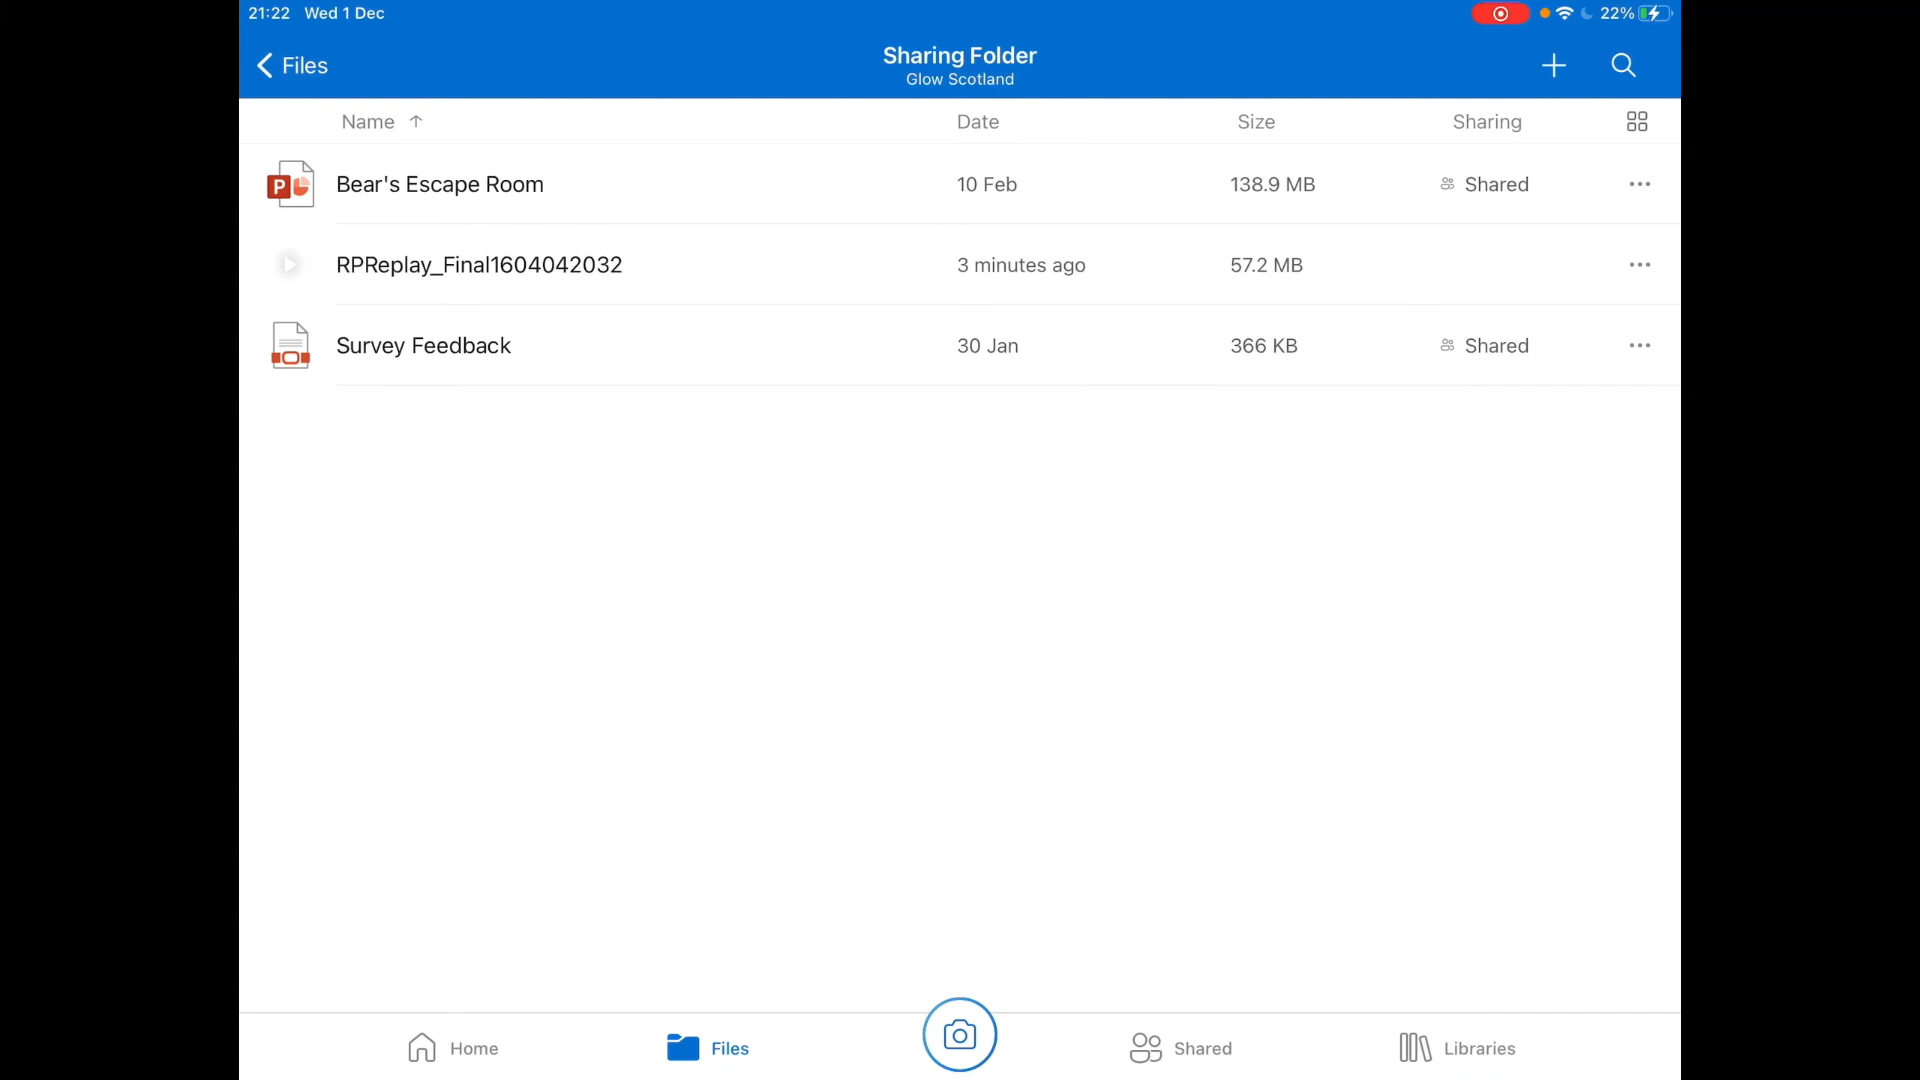 21:22 Wed 1 Dec 22%
Files
Sharing Folder
Glow Scotland
Name Date Size Sharing
P Bear's Escape Room 10 Feb 138.9 MB Shared
RPReplay_Final1604042032 3 minutes ago 57.2 MB
Survey Feedback 30 Jan 366 KB Shared
Home Files Shared Libraries